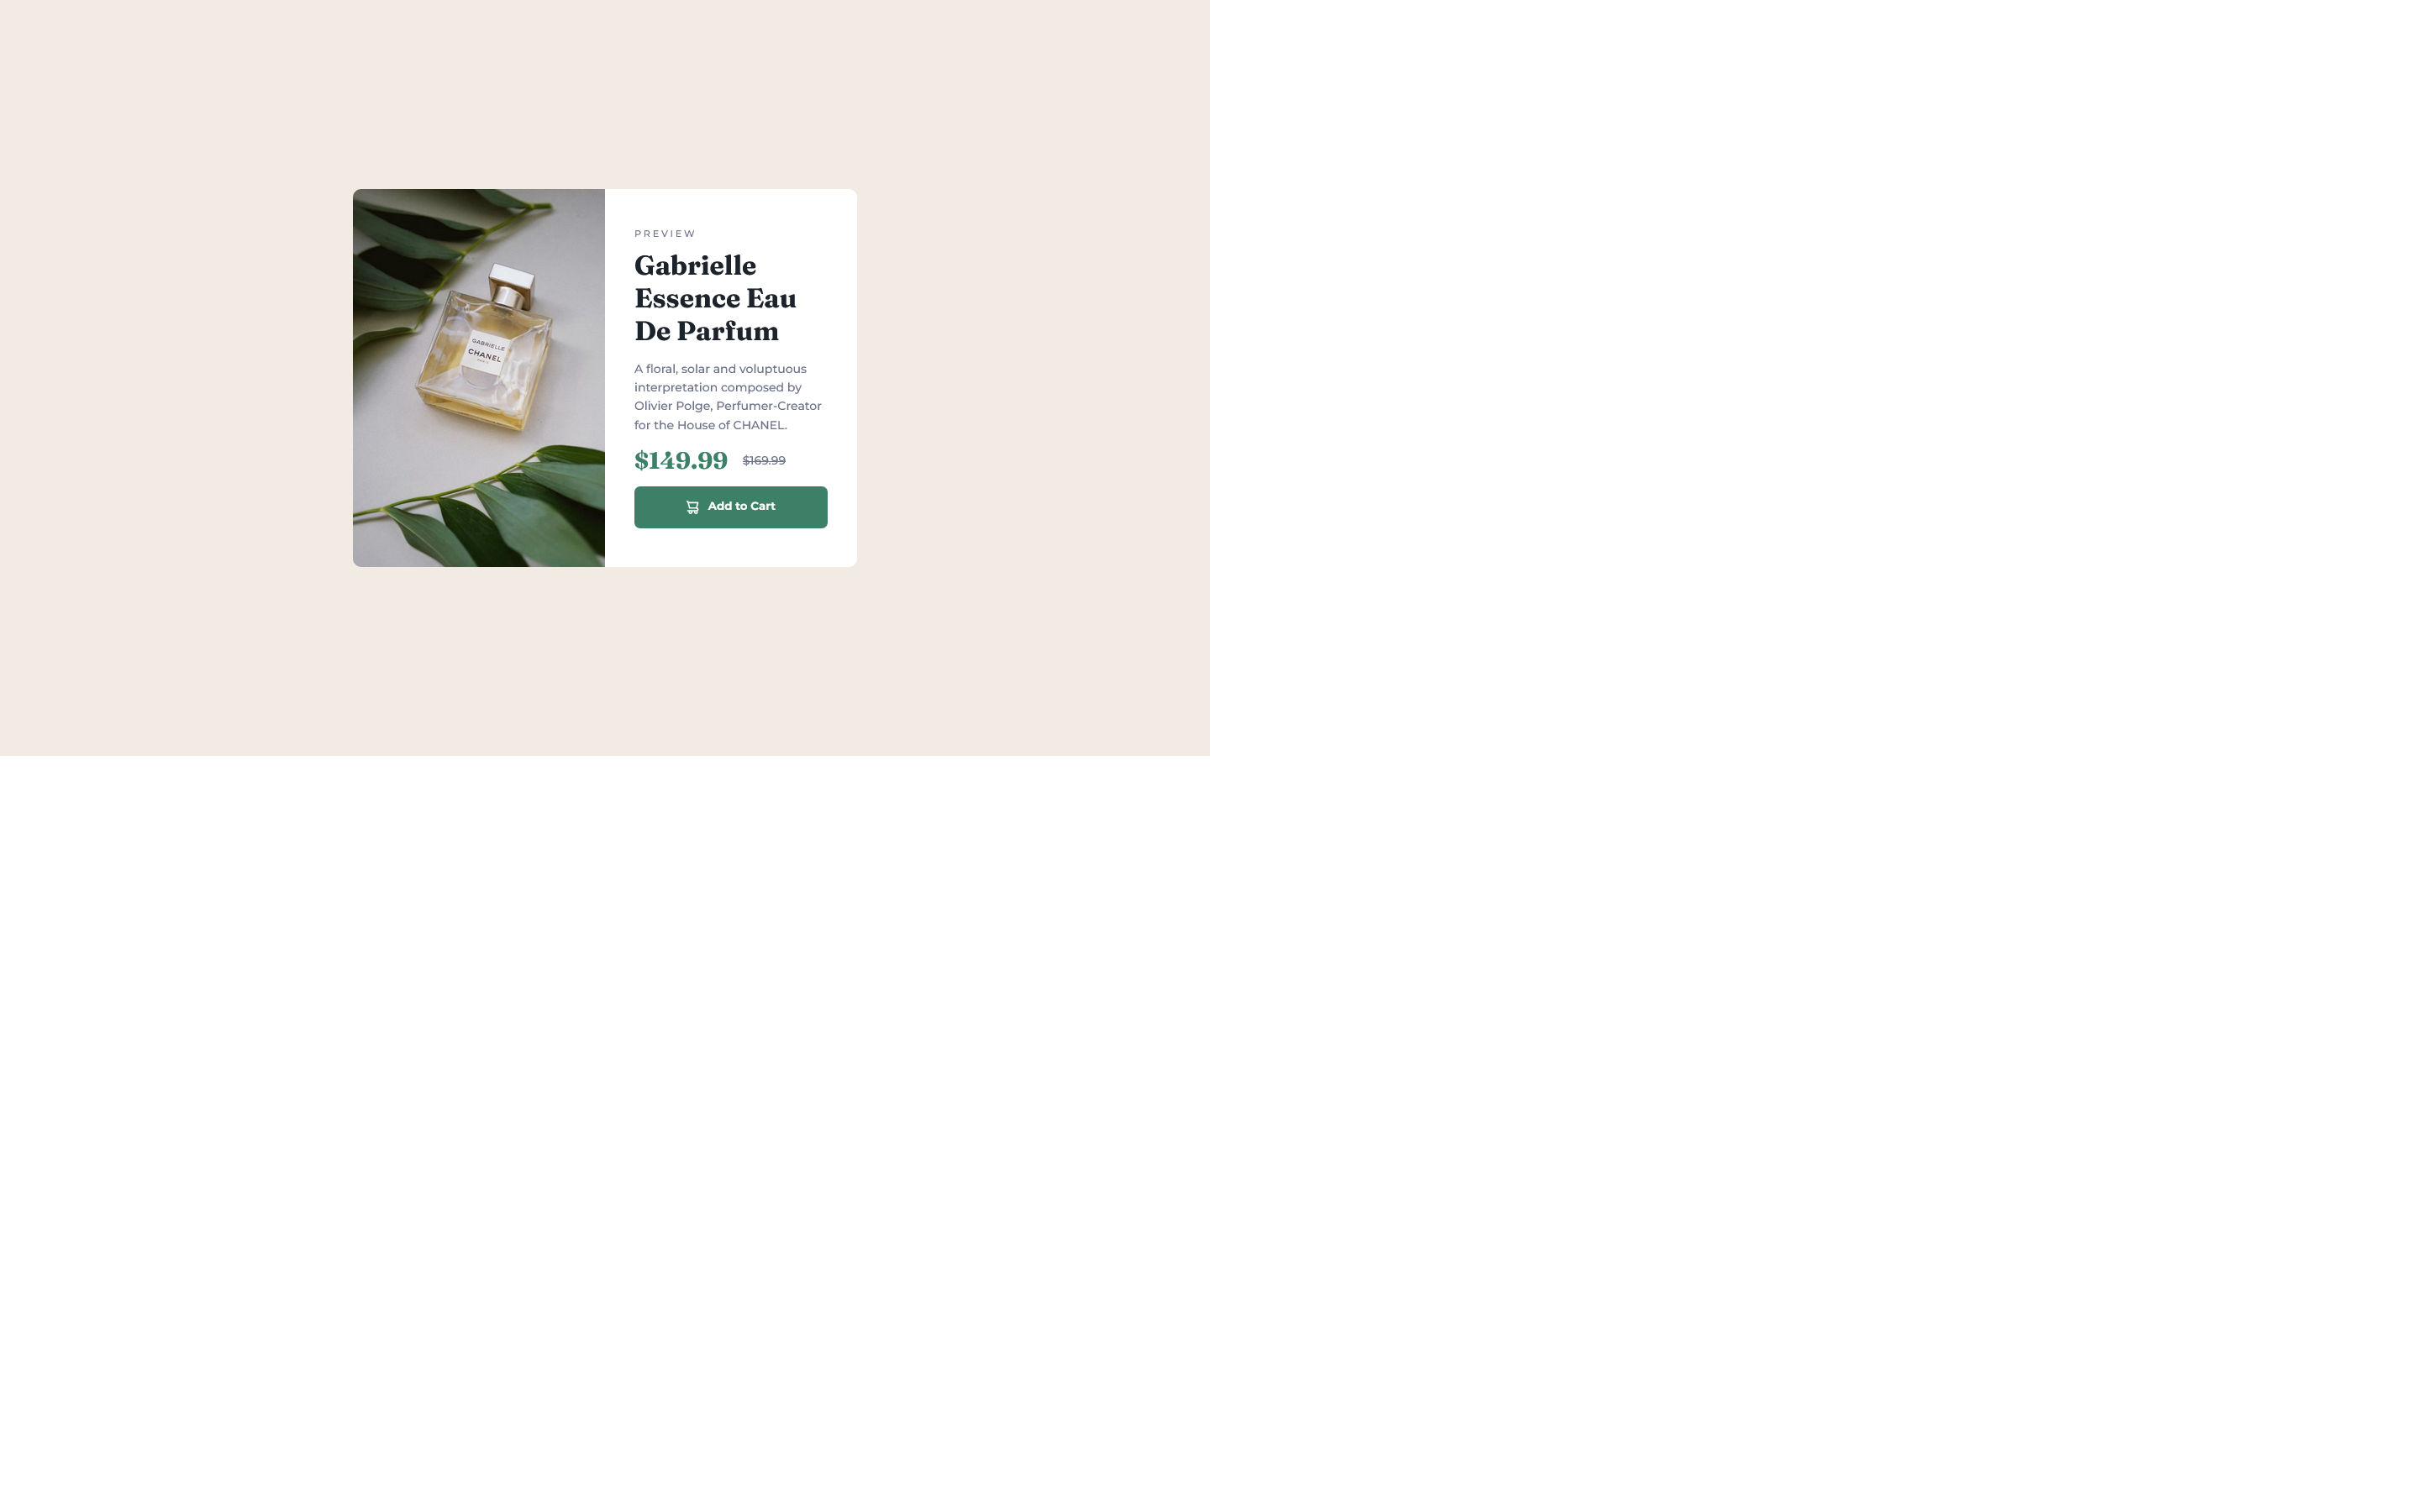 GABRIELLE
CHANEL
PARIS
PREVIEW
Gabrielle
Essence Eau
De Parfum
A floral, solar and voluptuous
interpretation composed by
Olivier Polge, Perfumer-Creator
for the House of CHANEL.
$149.99 $169.99
Add to Cart